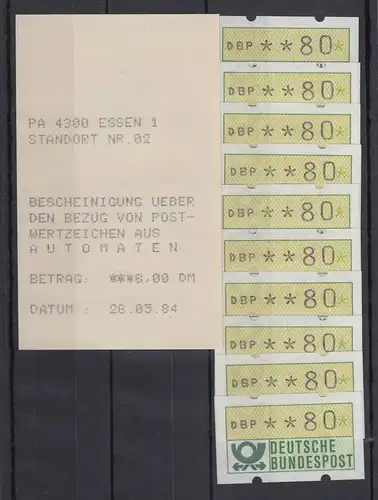 PA 4300 ESSEN 1
STANDORT NR.02
BESCHEINIGUNG UEBER
DEN BEZUG VON POST-
WERTZEICHEN AUS
A U T O M A T E N
BETRAG: ***8,00 DM
DATUM : 26.05.84
DBP **80*
DBP **80*
DBP **80*
DBP **80*
DBP **80*
DBP **80*
DBP **80*
DBP **80*
DBP **80*
DBP **80*
DEUTSCHE
BUNDESPOST